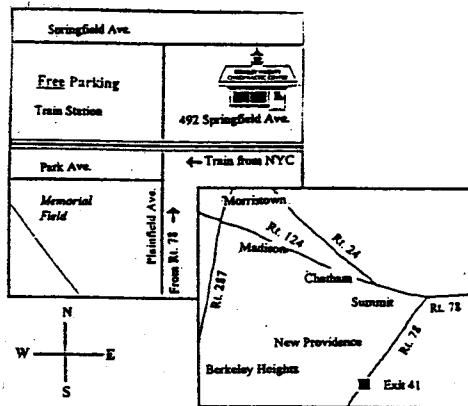 Springfield Ave.
Free Parking
Train Station
CHIROPRACTIC CENTER
492 Springfield Ave.
Park Ave.
←Train from NYC
Memorial
Field
Plainfield Ave.
From Rt. 78 →
Morristown
Rt. 24
Rt. 124
Madison
Rt. 287
Chatham
Summit
Rt. 78
Rt. 78
New Providence
Berkeley Heights
Exit 41
N
W
E
S